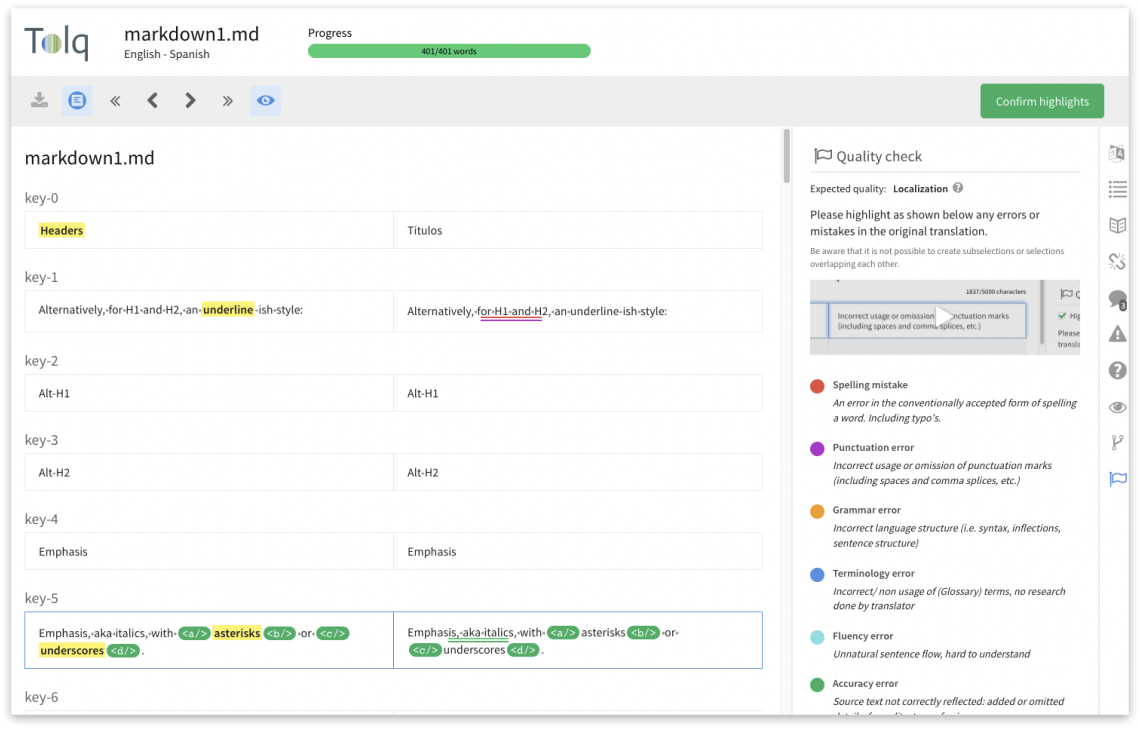 Tolq
markdown1.md
English - Spanish
Progress
401/401 words
Confirm highlights
markdown1.md
key-0
Headers
Títulos
key-1
Alternatively,·for·H1·and·H2,·an· underline -ish·style:
Alternatively,·for·H1·and·H2,·an·underline-ish·style:
key-2
Alt-H1
Alt-H1
key-3
Alt-H2
Alt-H2
key-4
Emphasis
Emphasis
key-5
Emphasis,·aka·italics,·with· <a/> asterisks <b/> ·or· <c/>
underscores <d/> .
Emphasis,·aka·italics,·with· <a/> asterisks <b/> ·or·
<c/> underscores <d/> .
key-6
Quality check
Expected quality: Localization ?
Please highlight as shown below any errors or
mistakes in the original translation.
Be aware that it is not possible to create subselections or selections
overlapping each other.
1837/5000 characters
Incorrect usage or omisssion nctuation marks
(including spaces and comma splices, etc.)
Hig
Please
transla
Spelling mistake
An error in the conventionally accepted form of spelling
a word. Including typo's.
Punctuation error
Incorrect usage or omission of punctuation marks
(including spaces and comma splices, etc.)
Grammar error
Incorrect language structure (i.e. syntax, inflections,
sentence structure)
Terminology error
Incorrect/ non usage of (Glossary) terms, no research
done by translator
Fluency error
Unnatural sentence flow, hard to understand
Accuracy error
Source text not correctly reflected: added or omitted
3